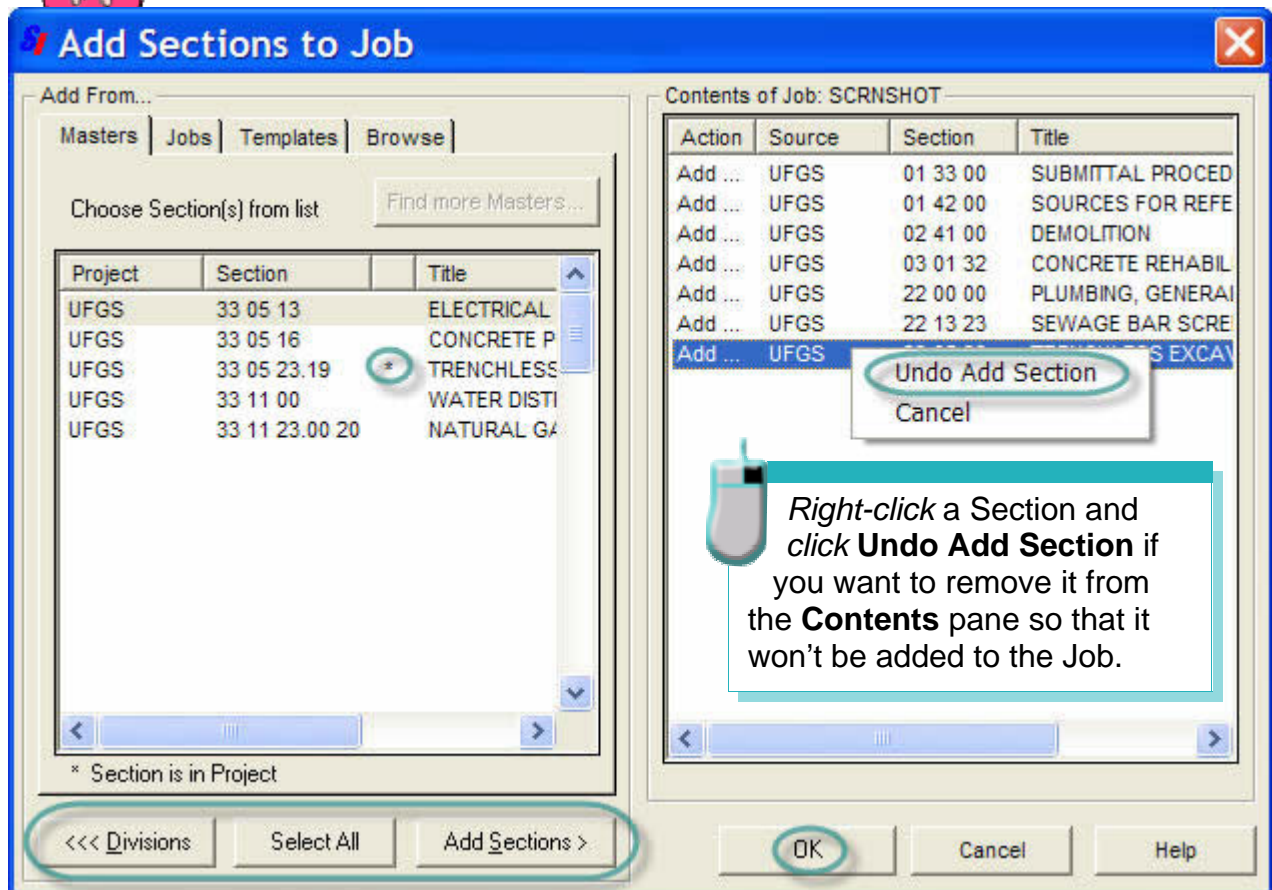 SI Add Sections to Job
Add From...
Masters Jobs Templates Browse
Choose Section(s) from list Find more Masters...
Project Section Title
UFGS 33 05 13 ELECTRICAL
UFGS 33 05 16 CONCRETE P
UFGS 33 05 23.19 * TRENCHLESS
UFGS 33 11 00 WATER DISTI
UFGS 33 11 23.00 20 NATURAL GA
* Section is in Project
<<< Divisions Select All Add Sections >
Contents of Job: SCRNSHOT
Action Source Section Title
Add ... UFGS 01 33 00 SUBMITTAL PROCED
Add ... UFGS 01 42 00 SOURCES FOR REFE
Add ... UFGS 02 41 00 DEMOLITION
Add ... UFGS 03 01 32 CONCRETE REHABIL
Add ... UFGS 22 00 00 PLUMBING, GENERAI
Add ... UFGS 22 13 23 SEWAGE BAR SCRE
Add ... UFGS EXCAV
Undo Add Section
Cancel
Right-click a Section and
click Undo Add Section if
you want to remove it from
the Contents pane so that it
won't be added to the Job.
OK Cancel Help